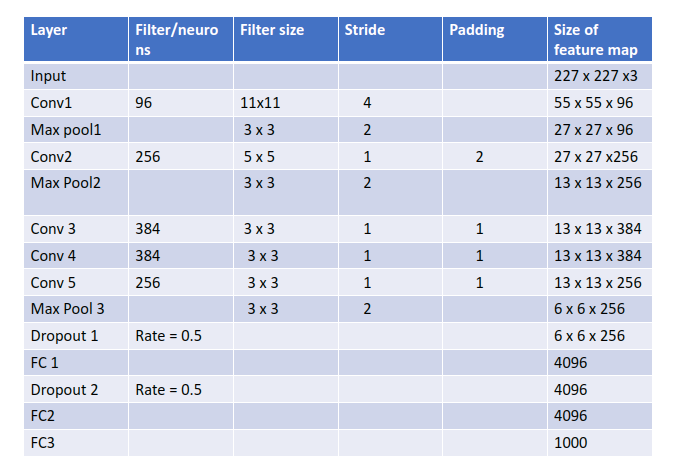 Layer Filter/neuro Filter size Stride Padding Size of
ns feature map
Input 227 x 227 x3
Conv1 96 11x11 4 55 x 55 x 96
Max pool1 3 x 3 2 27 x 27 x 96
Conv2 256 5 x 5 1 2 27 x 27 x256
Max Pool2 3 x 3 2 13 x 13 x 256
Conv 3 384 3 x 3 1 1 13 x 13 x 384
Conv 4 384 3 x 3 1 1 13 x 13 x 384
Conv 5 256 3 x 3 1 1 13 x 13 x 256
Max Pool 3 3 x 3 2 6 x 6 x 256
Dropout 1 Rate = 0.5 6 x 6 x 256
FC 1 4096
Dropout 2 Rate = 0.5 4096
FC2 4096
FC3 1000